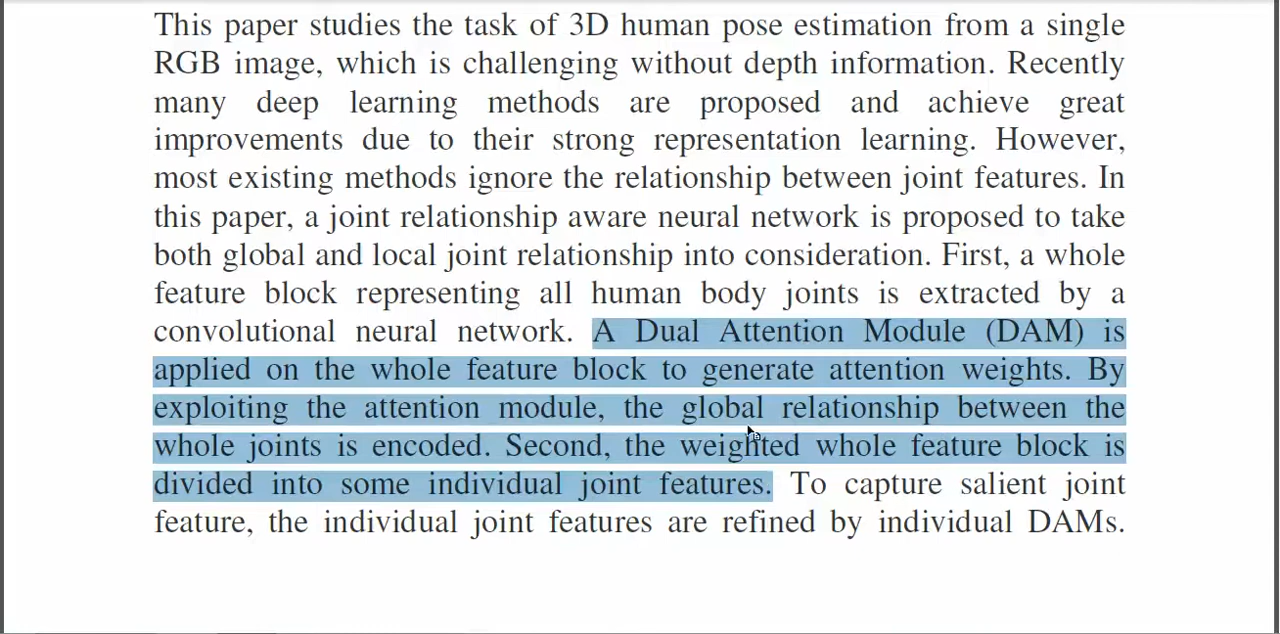 This paper studies the task of 3D human pose estimation from a single
RGB image, which is challenging without depth information. Recently
many deep learning methods are proposed and achieve great
improvements due to their strong representation learning. However,
most existing methods ignore the relationship between joint features. In
this paper, a joint relationship aware neural network is proposed to take
both global and local joint relationship into consideration. First, a whole
feature block representing all human body joints is extracted by a
convolutional neural network. A Dual Attention Module (DAM) is
applied on the whole feature block to generate attention weights. By
exploiting the attention module, the global relationship between the
whole joints is encoded. Second, the weighted whole feature block is
divided into some individual joint features. To capture salient joint
feature, the individual joint features are refined by individual DAMs.